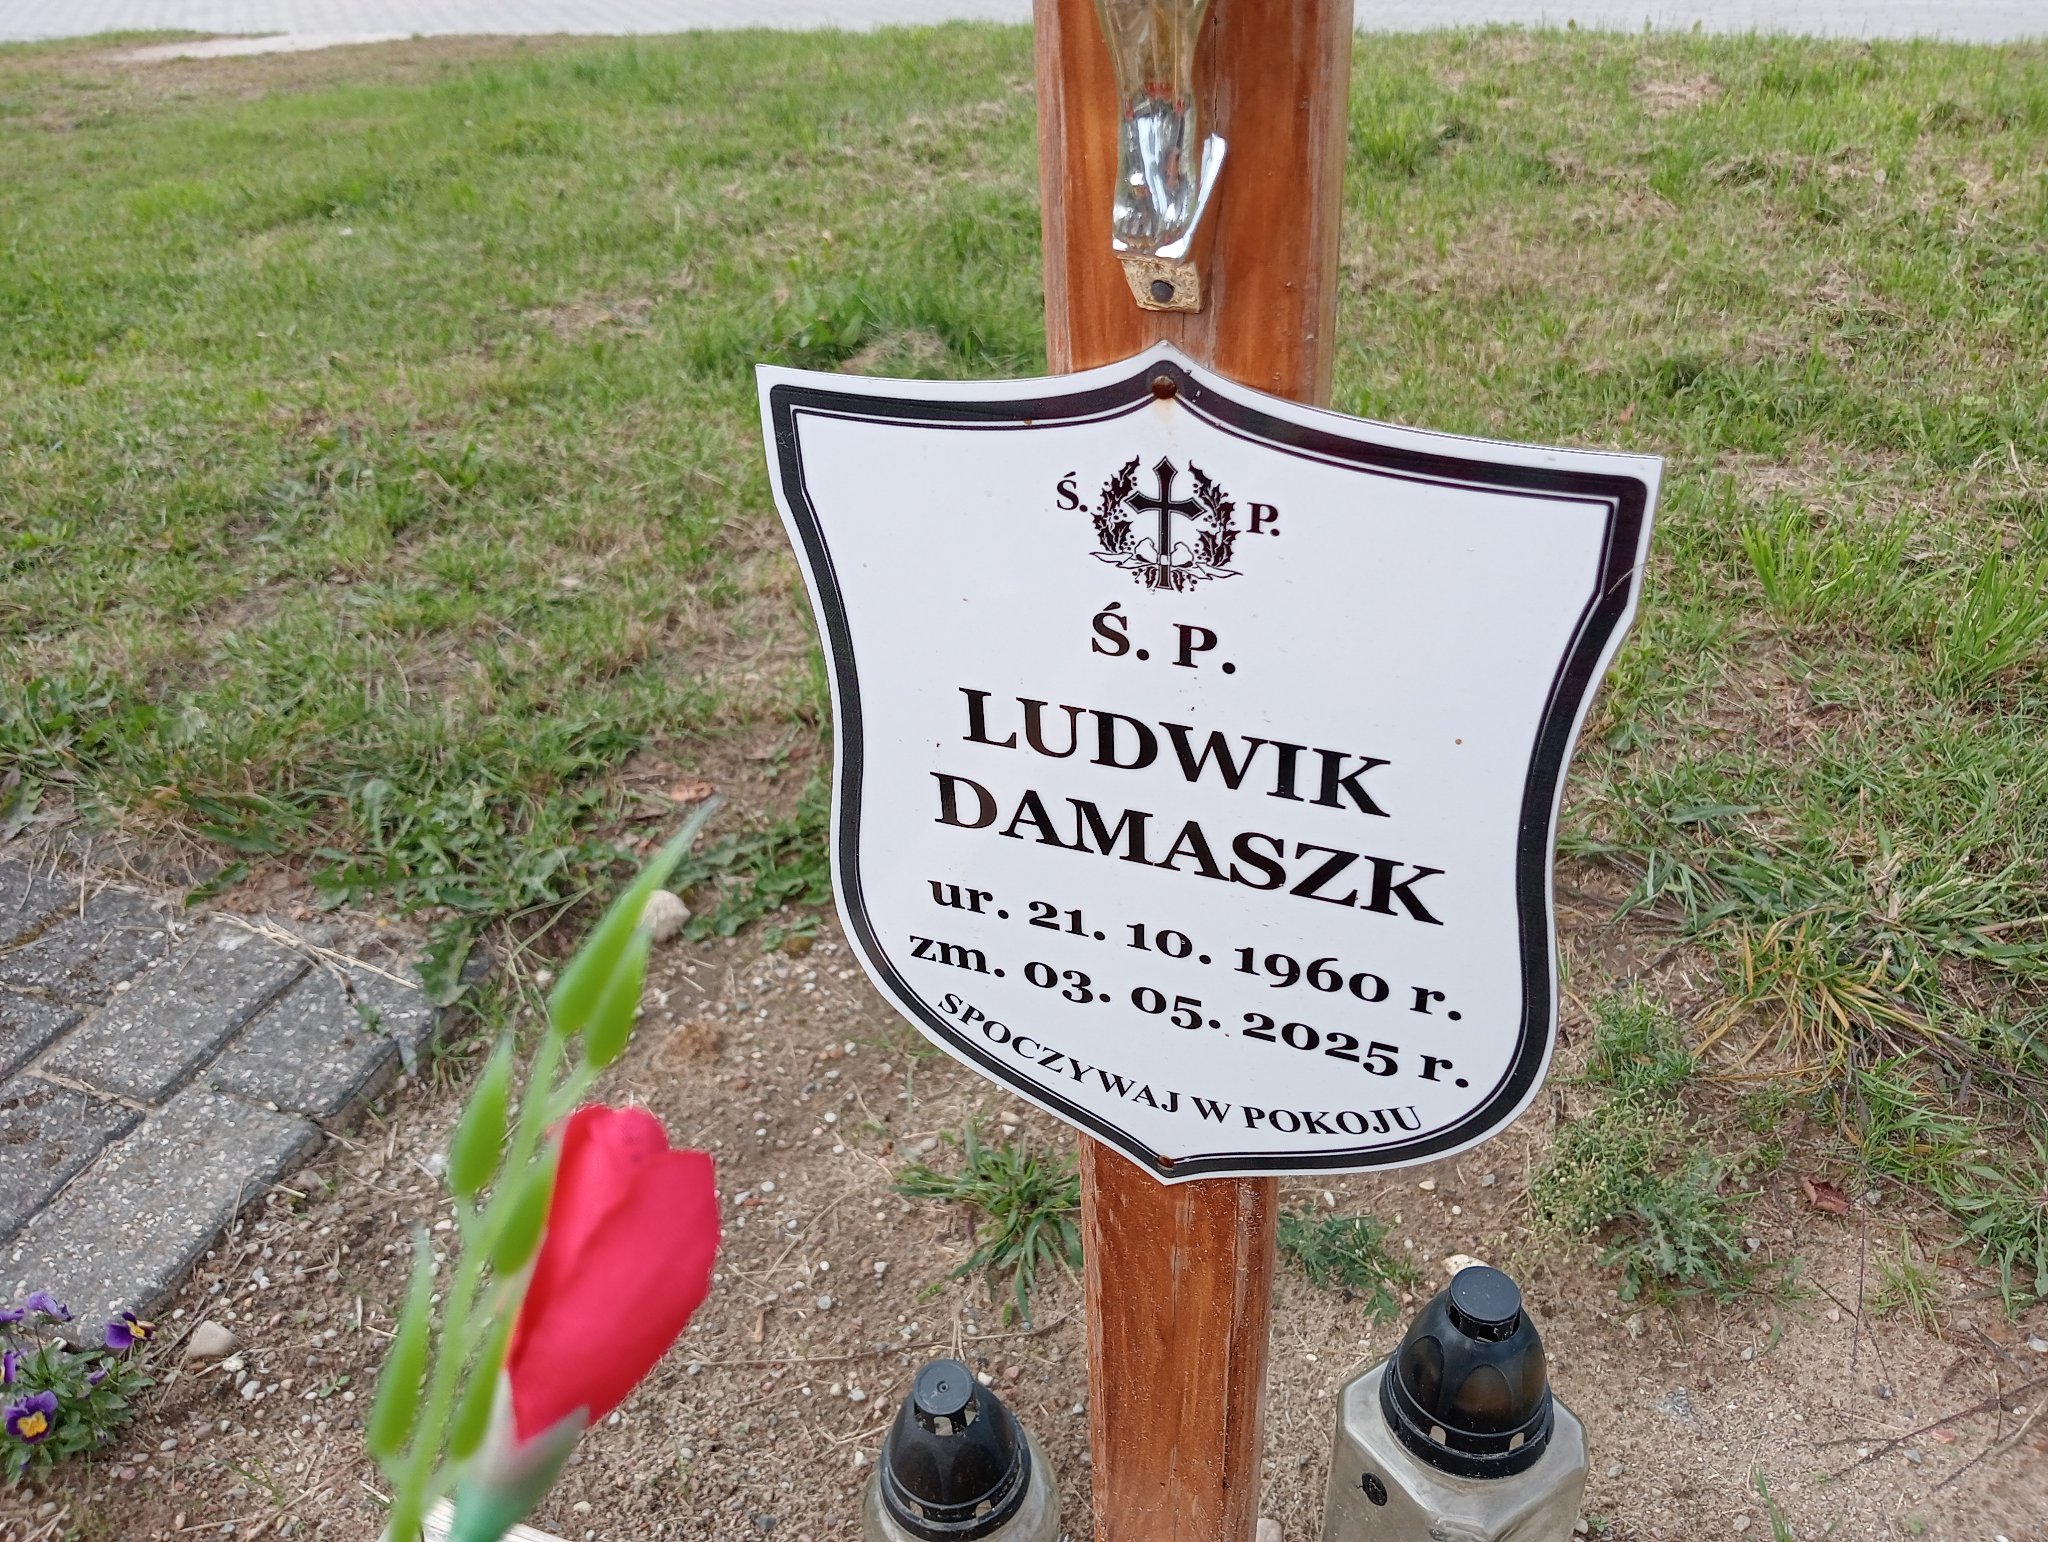 Ś. P.
Ś. P.
LUDWIK
DAMASZK
ur. 21. 10. 1960 r.
zm. 03. 05. 2025 r.
SPOCZYWAJ W POKOJU